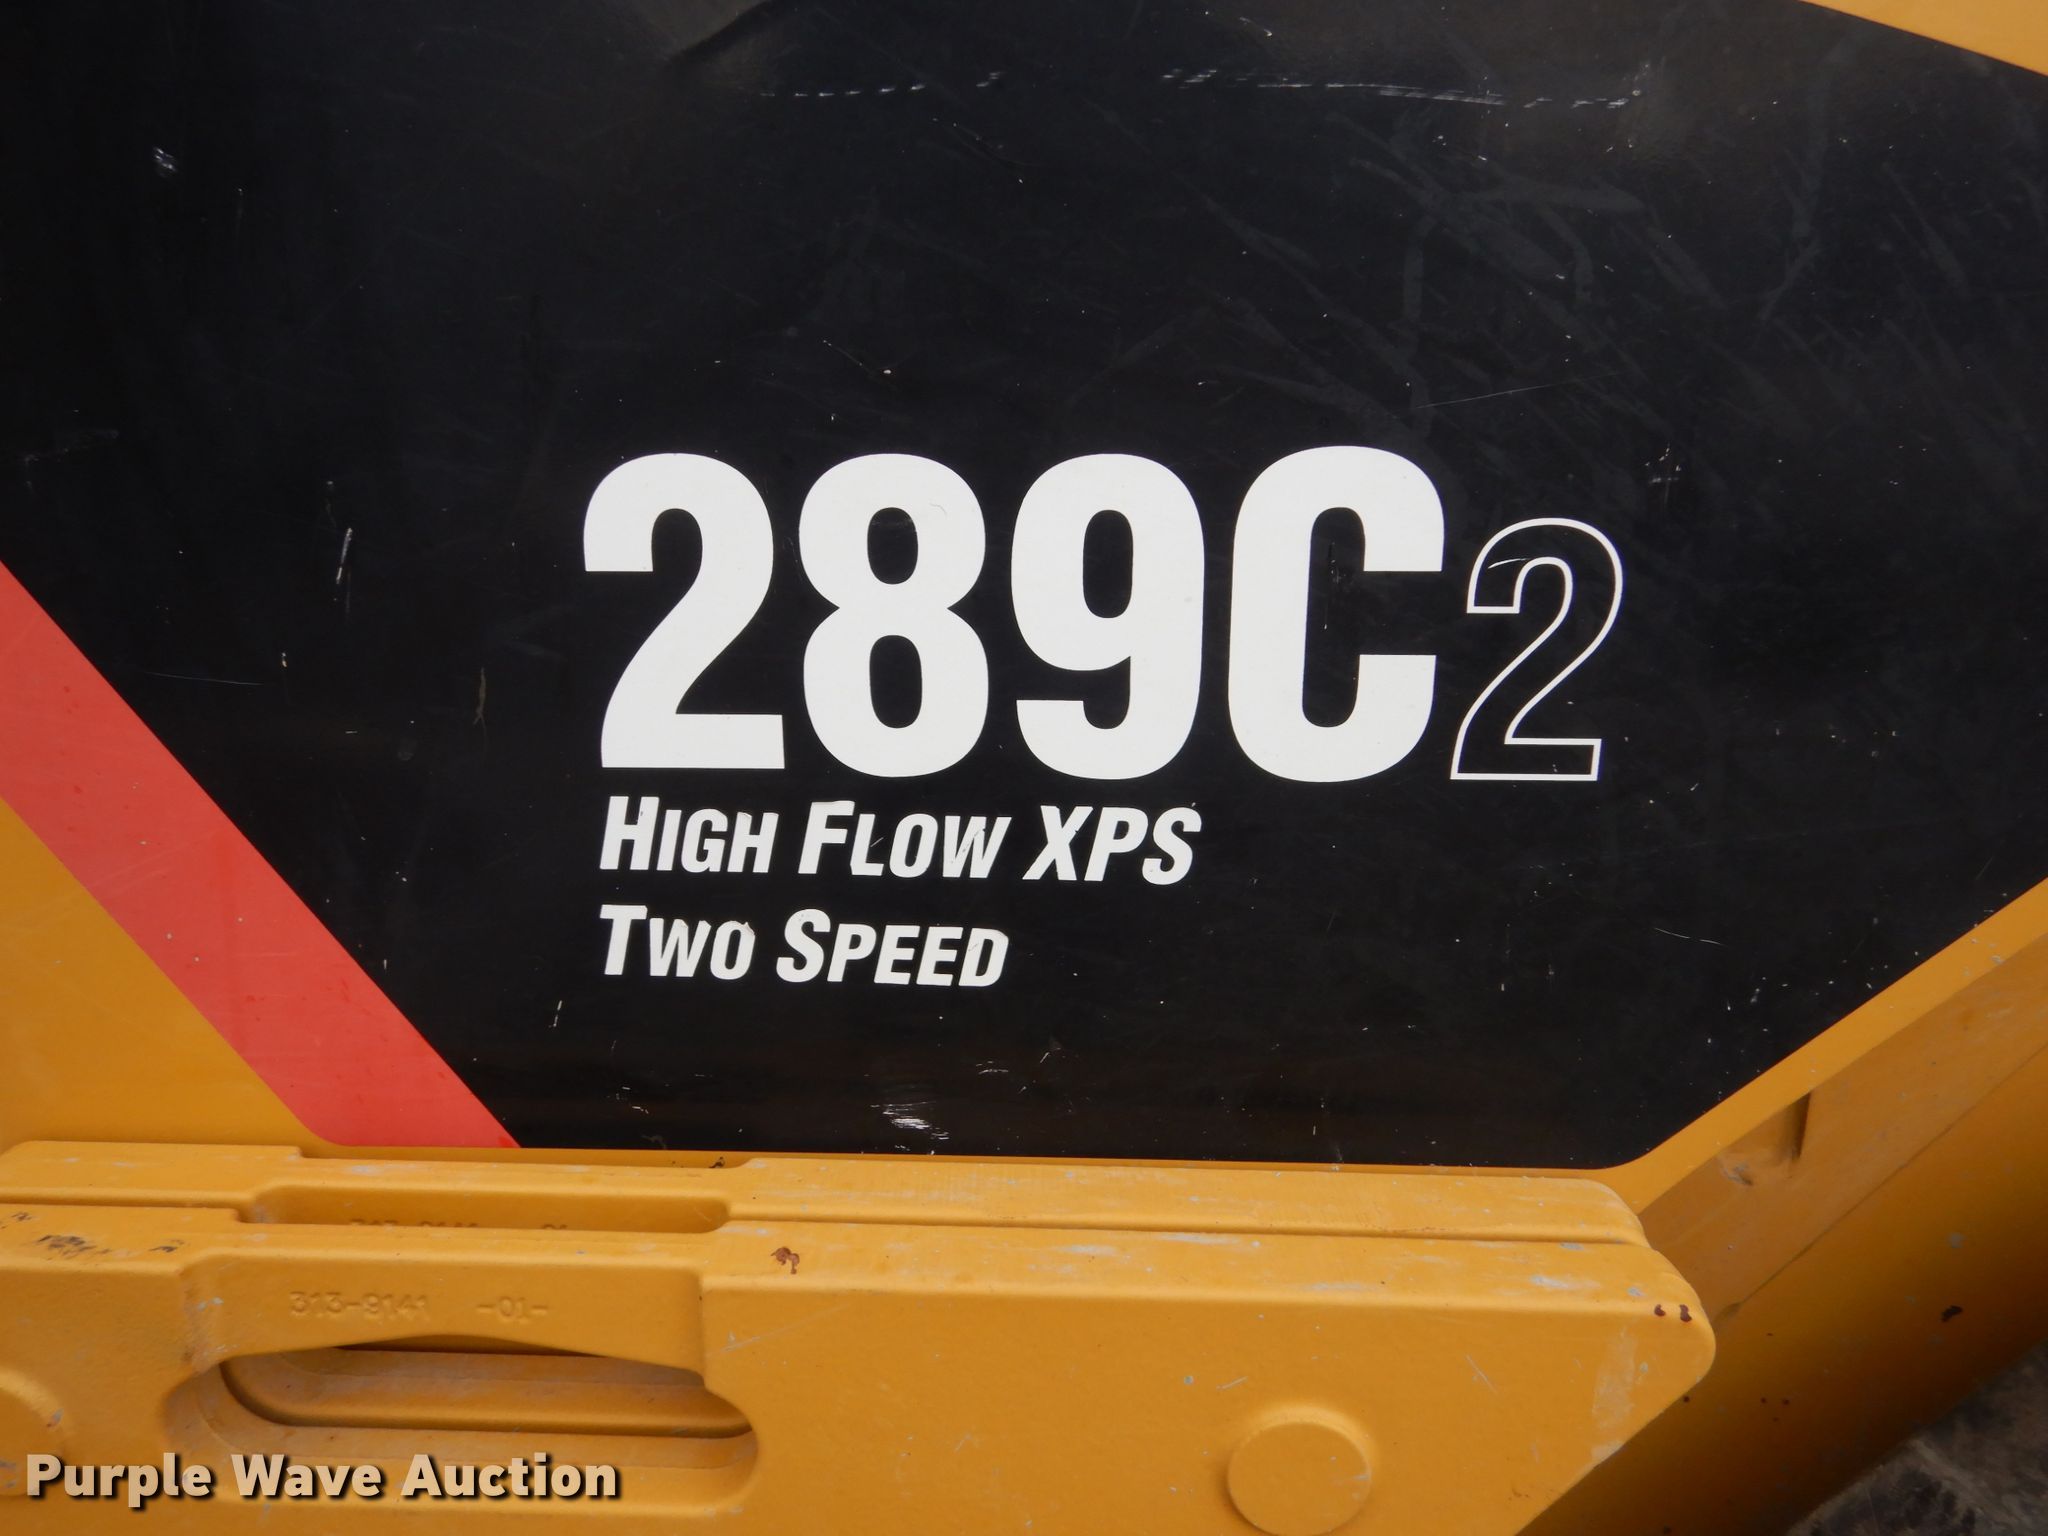 289C2
HIGH FLOW XPS
TWO SPEED
313-9141 -01-
Purple Wave Auction